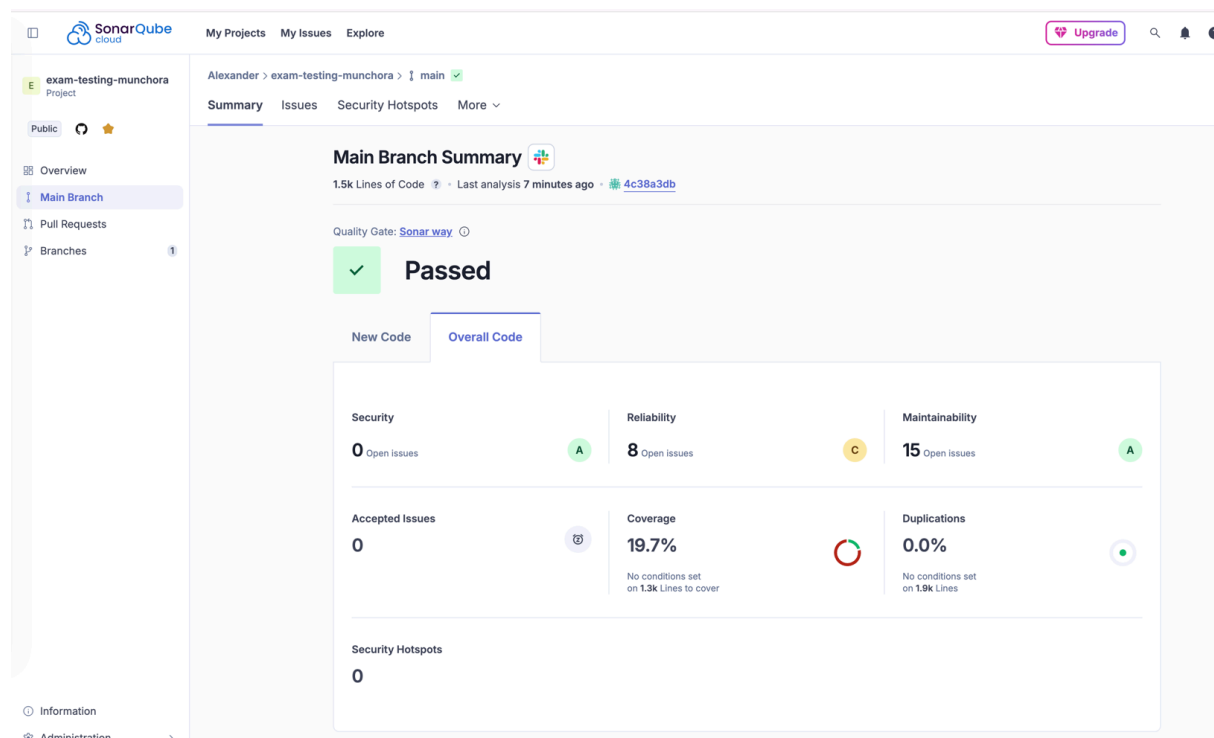 SonarQube
cloud
My Projects My Issues Explore
Upgrade
E
exam-testing-munchora
Project
Public
Overview
Main Branch
Pull Requests
Branches 1
Information
Administration
Alexander > exam-testing-munchora > main
Summary Issues Security Hotspots More
Main Branch Summary
1.5k Lines of Code ? • Last analysis 7 minutes ago • 4c38a3db
Quality Gate: Sonar way
Passed
New Code Overall Code
Security
0 Open issues A
Reliability
8 Open issues C
Maintainability
15 Open issues A
Accepted Issues
0
Coverage
19.7%
No conditions set
on 1.3k Lines to cover
Duplications
0.0%
No conditions set
on 1.9k Lines
Security Hotspots
0